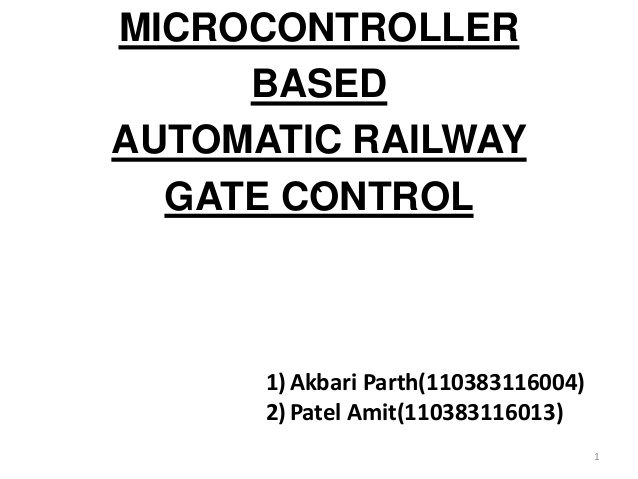 MICROCONTROLLER
BASED
AUTOMATIC RAILWAY
GATE CONTROL
1) Akbari Parth(110383116004)
2) Patel Amit(110383116013)
1